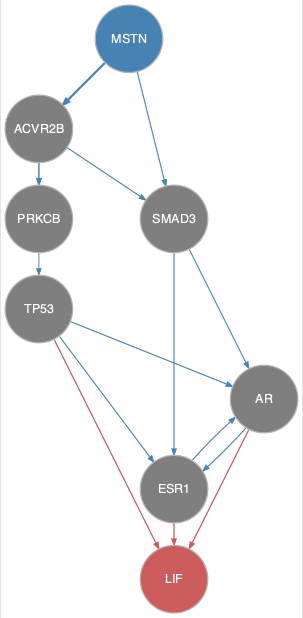 MSTN
ACVR2B
PRKCB
SMAD3
TP53
AR
ESR1
LIF